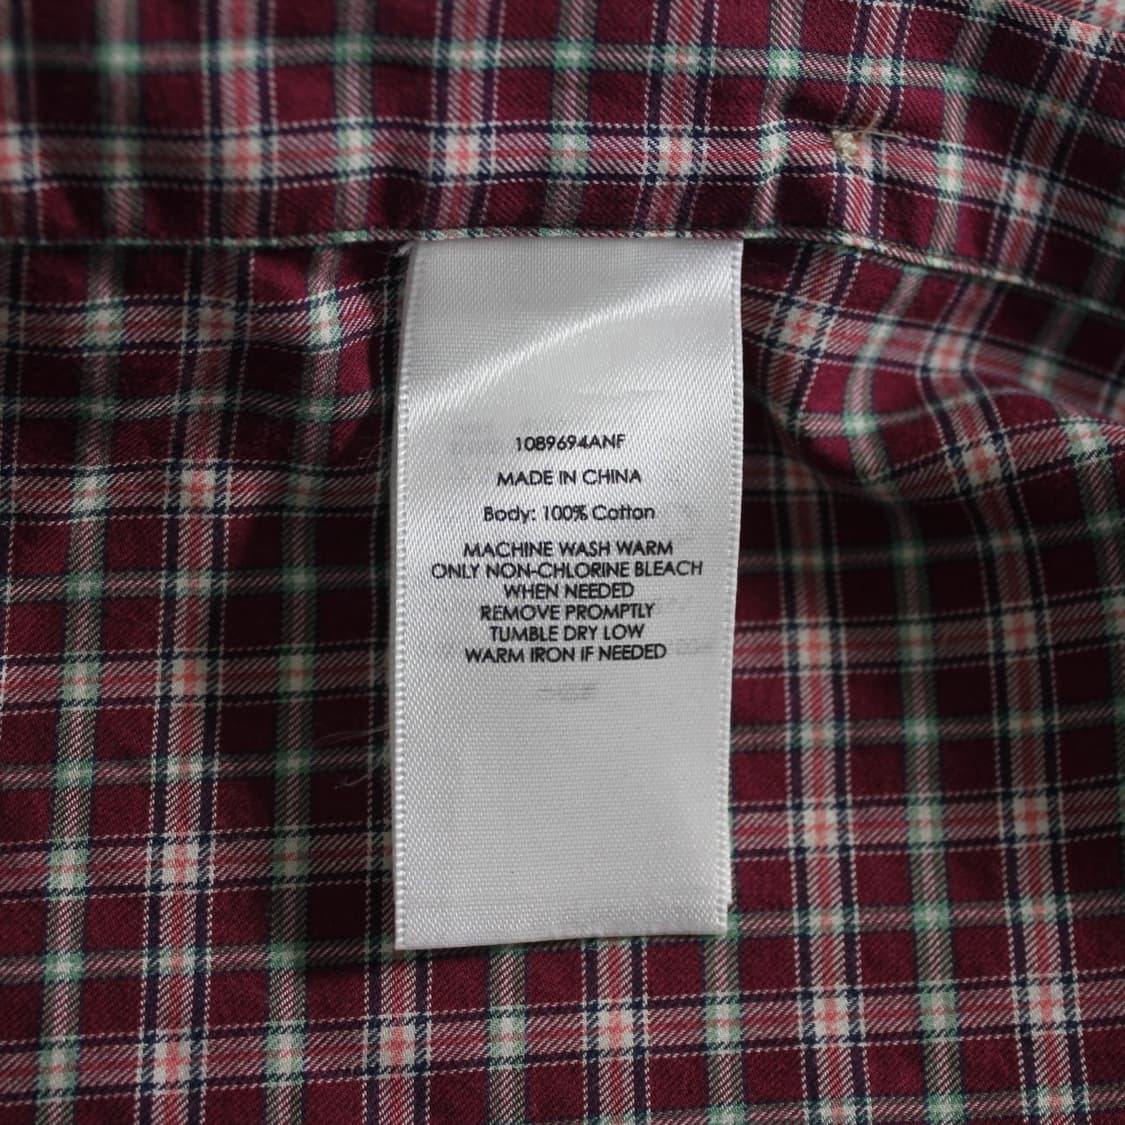 1089694ANF
MADE IN CHINA
Body: 100% Cotton
MACHINE WASH WARM
ONLY NON-CHLORINE BLEACH
WHEN NEEDED
REMOVE PROMPTLY
TUMBLE DRY LOW
WARM IRON IF NEEDED